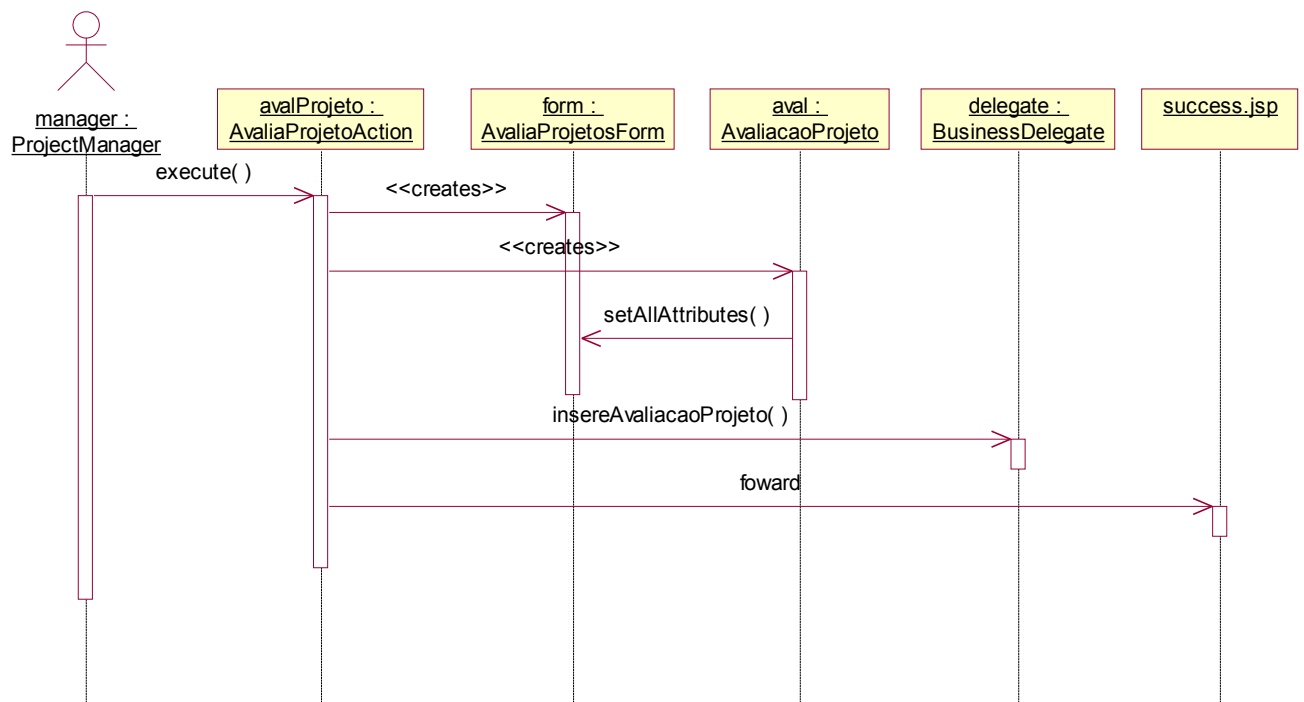 manager :
ProjectManager
avalProjeto :
AvaliaProjetoAction
form :
AvaliaProjetosForm
aval :
AvaliacaoProjeto
delegate :
BusinessDelegate
success.jsp
execute( )
<<creates>>
<<creates>>
setAllAttributes( )
insereAvaliacaoProjeto( )
foward